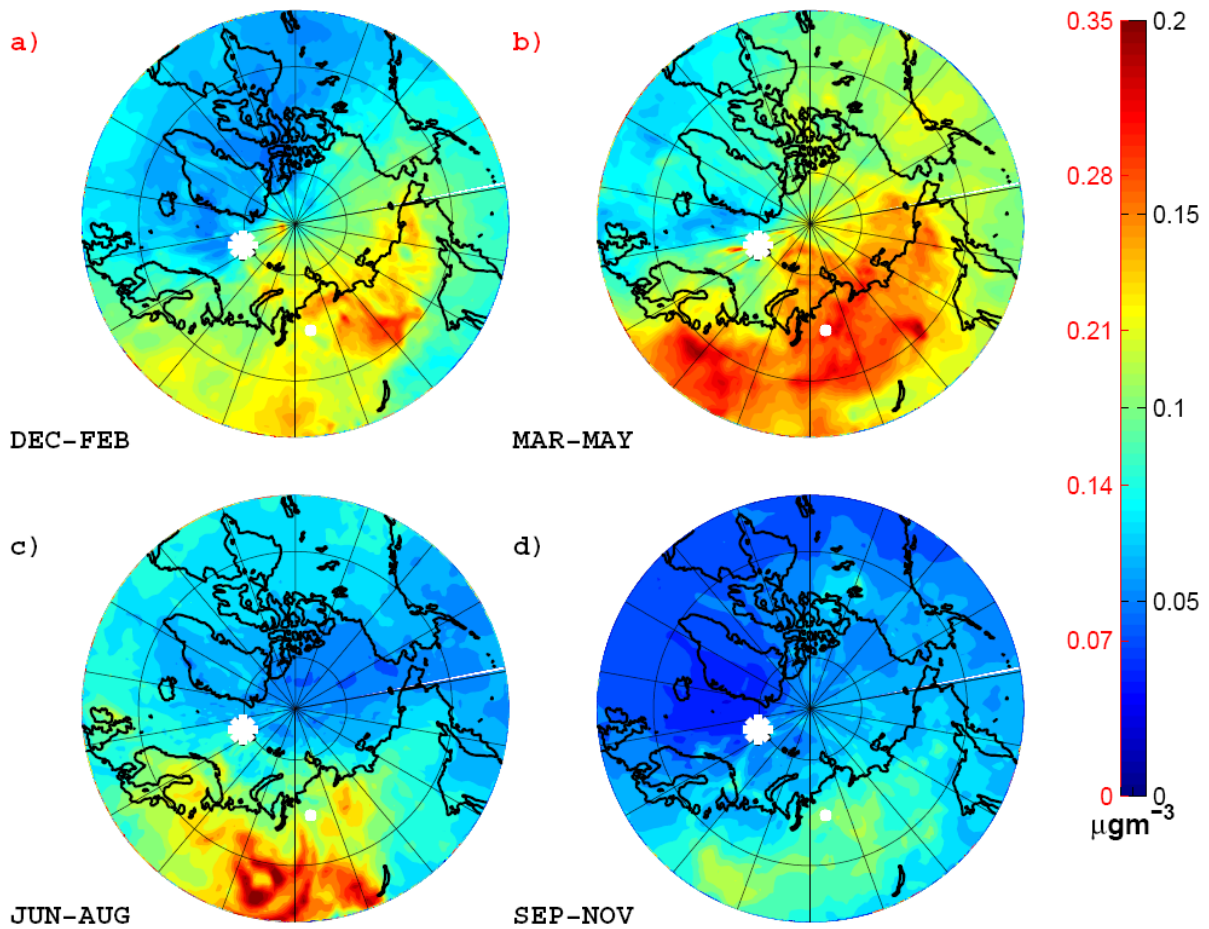 a)
b)
DEC-FEB
MAR-MAY
c)
d)
JUN-AUG
SEP-NOV
0.35 0.2
0.28
0.15
0.21
0.1
0.14
0.05
0.07
0 0
μgm⁻³